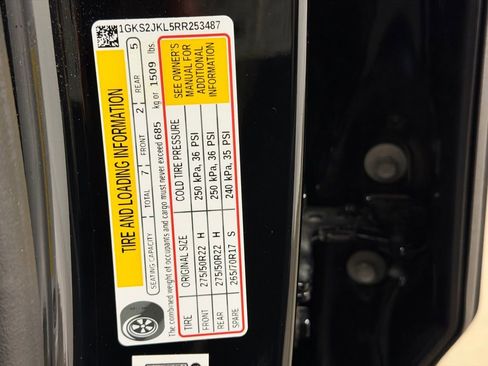 1GKS2JKL5RR253487
TIRE AND LOADING INFORMATION
SEATING CAPACITY TOTAL 7 FRONT 2 REAR 5
The combined weight of occupants and cargo must never exceed 685 kg or 1509 lbs.
TIRE ORIGINAL SIZE COLD TIRE PRESSURE
FRONT 275/50R22 H 250 kPa, 36 PSI
REAR 275/50R22 H 250 kPa, 36 PSI
SPARE 265/70R17 S 240 kPa, 35 PSI
SEE OWNER'S
MANUAL FOR
ADDITIONAL
INFORMATION